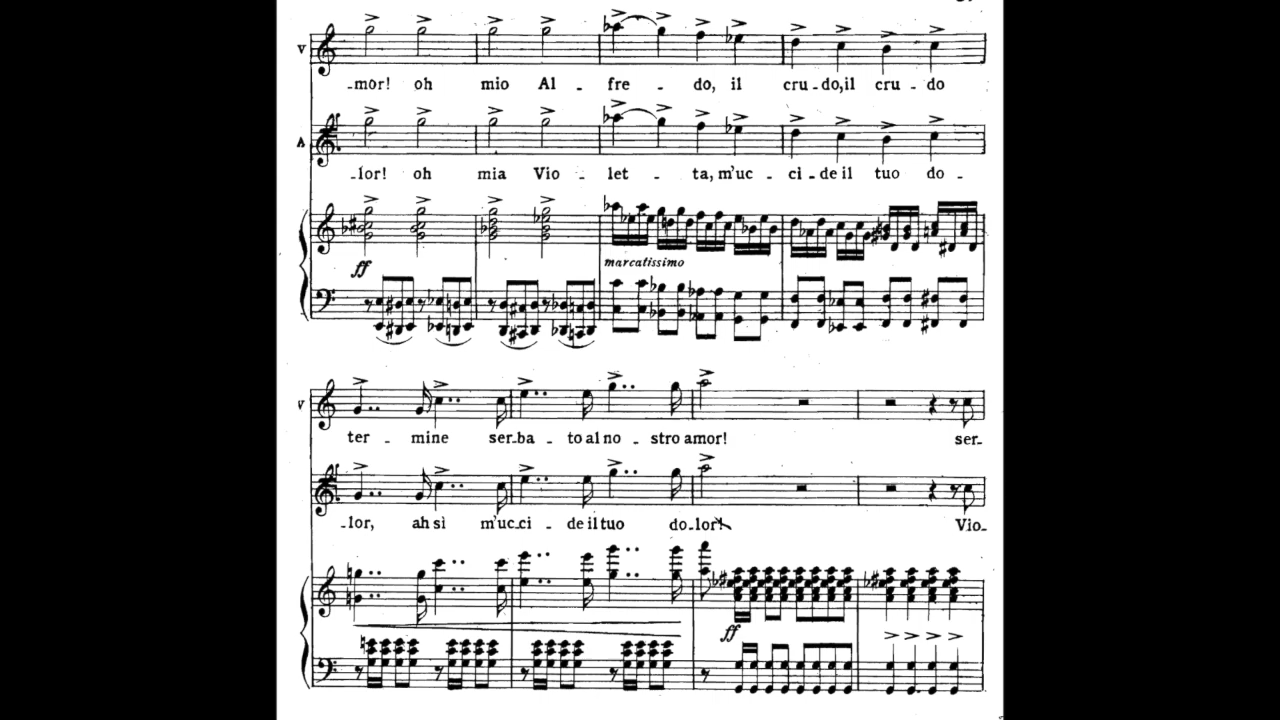 V
-mor! oh mio Al - fre - do, il cru-do,il cru - do
A
-lor! oh mia Vio - let - ta, m'uc - ci - de il tuo do -
ff marcatissimo
V
ter - mine ser-ba - to al no - stro amor! ser-
-lor, ah sì m'uc-ci - de il tuo do-lor! Vio-
ff